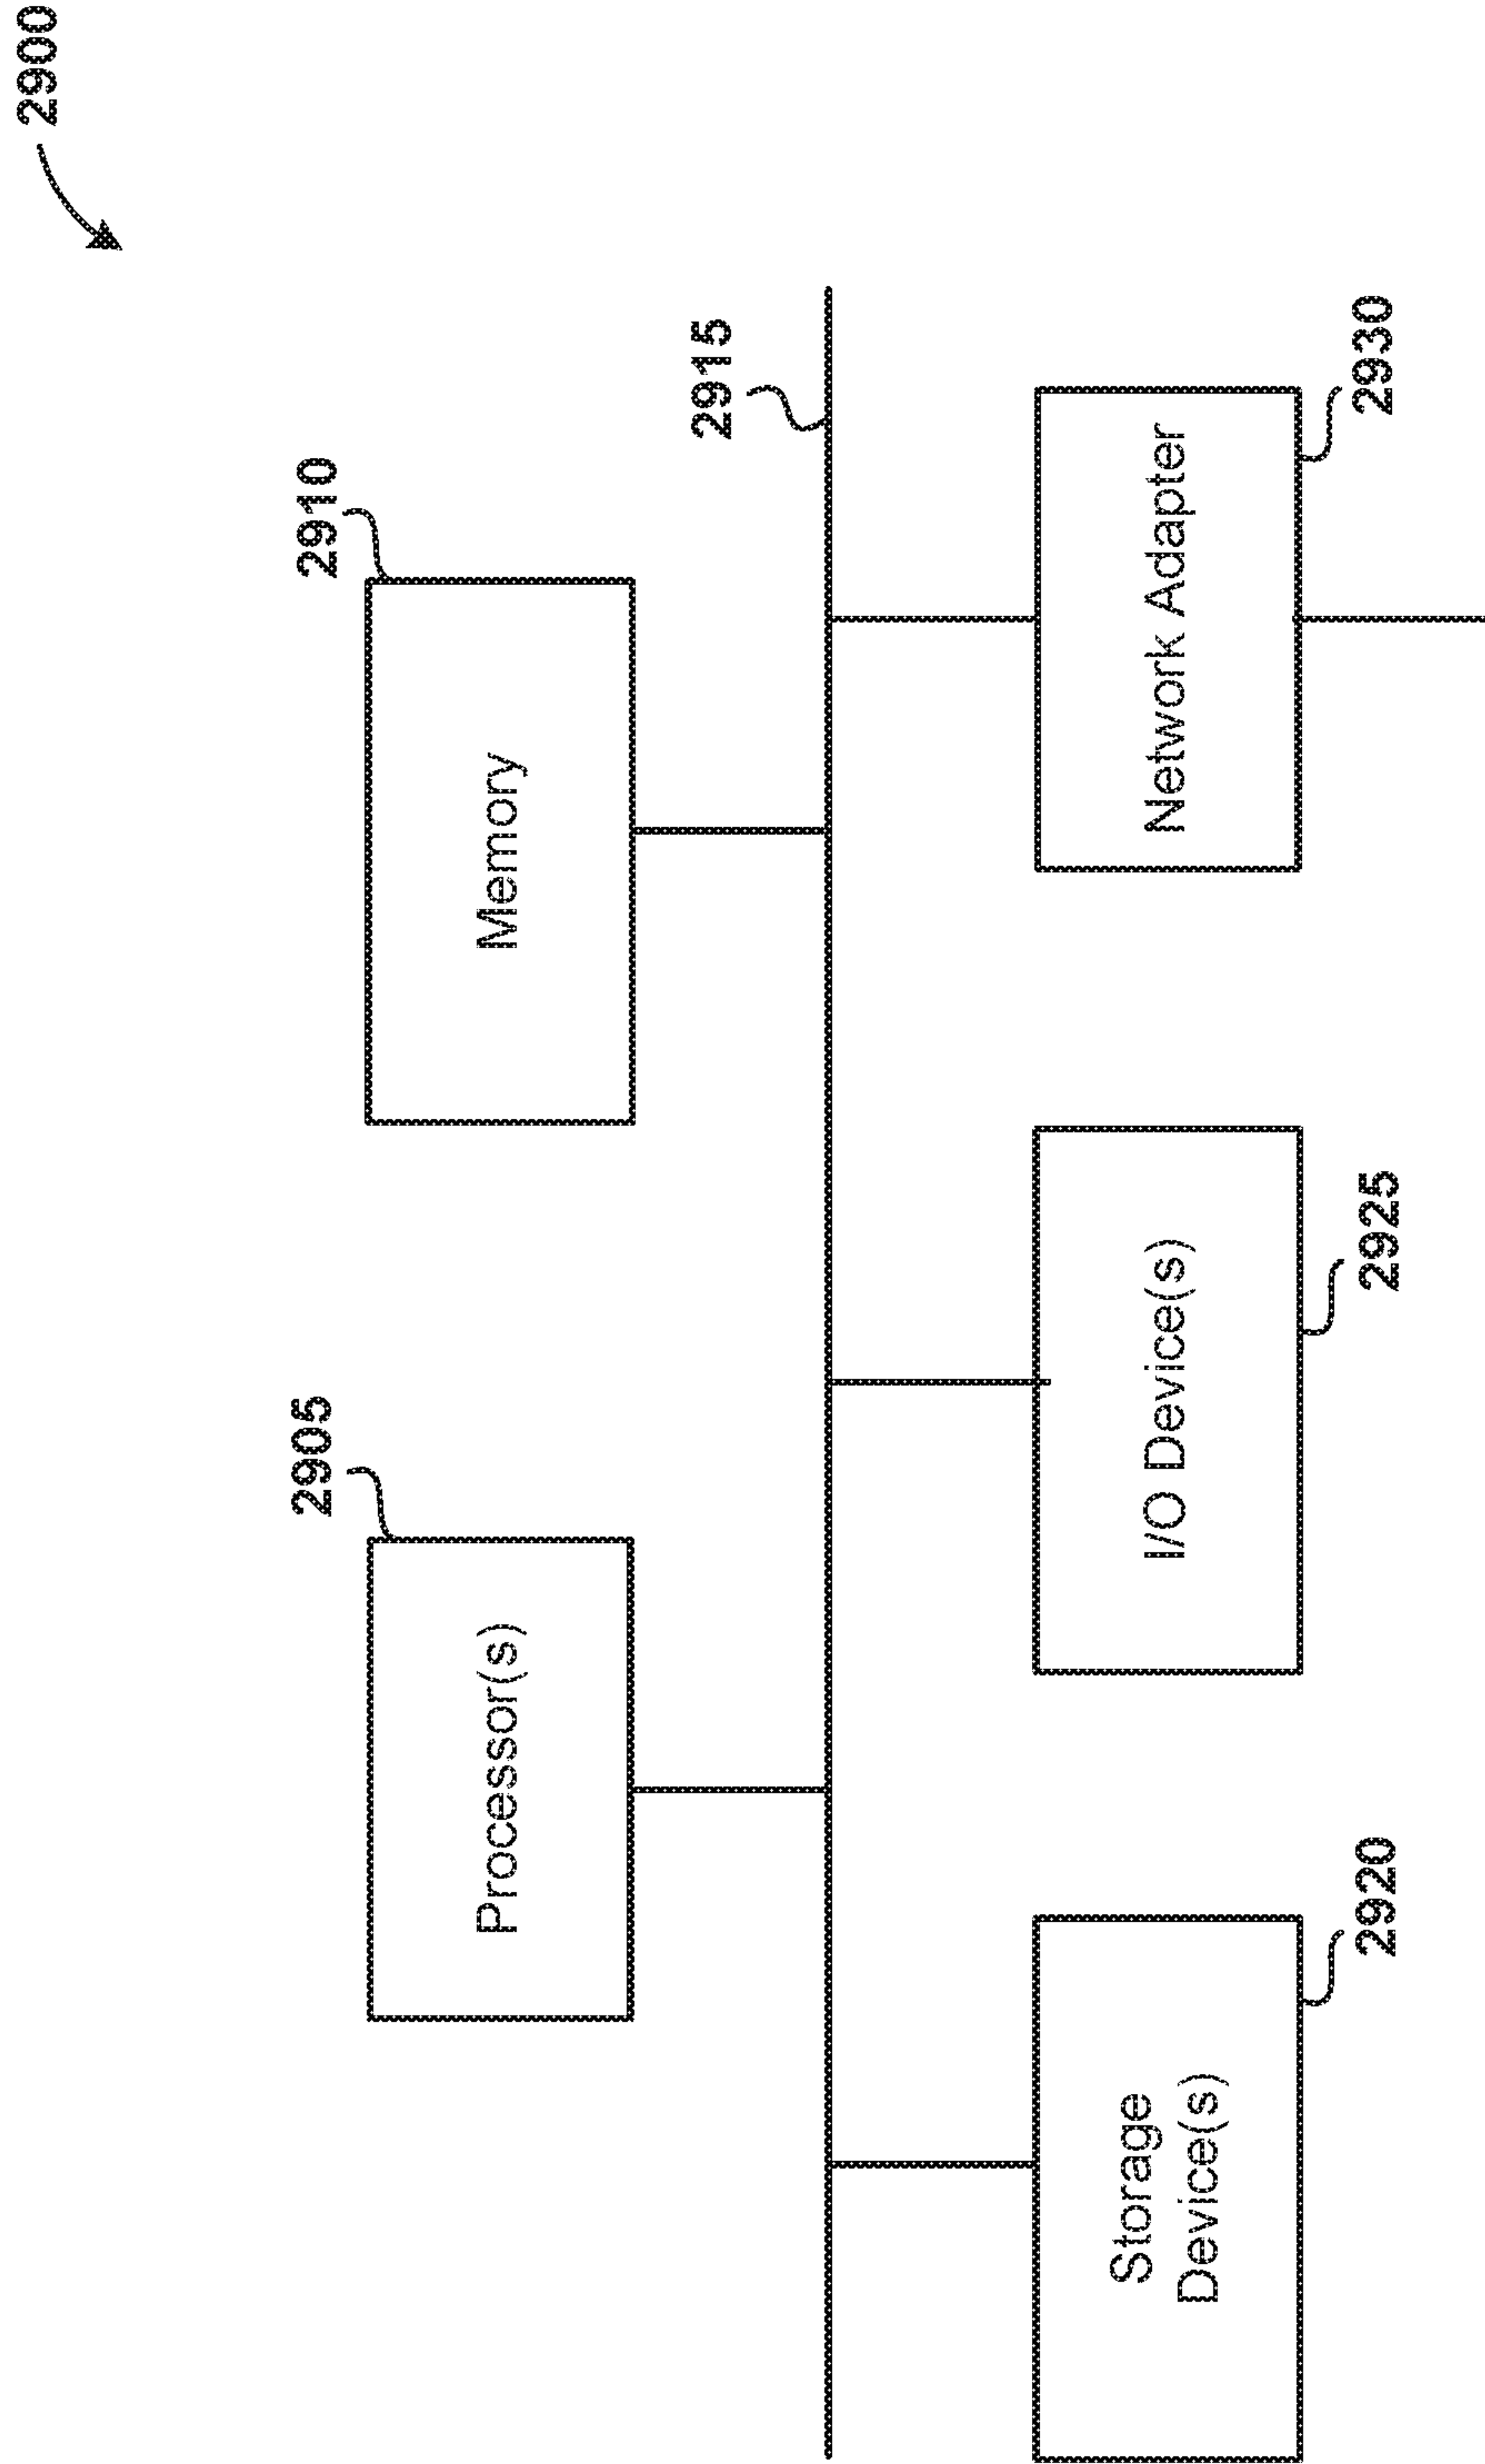 2900
2905
2910
Processor(s)
Memory
2915
Storage
Device(s)
I/O Device(s)
Network Adapter
2920
2925
2930